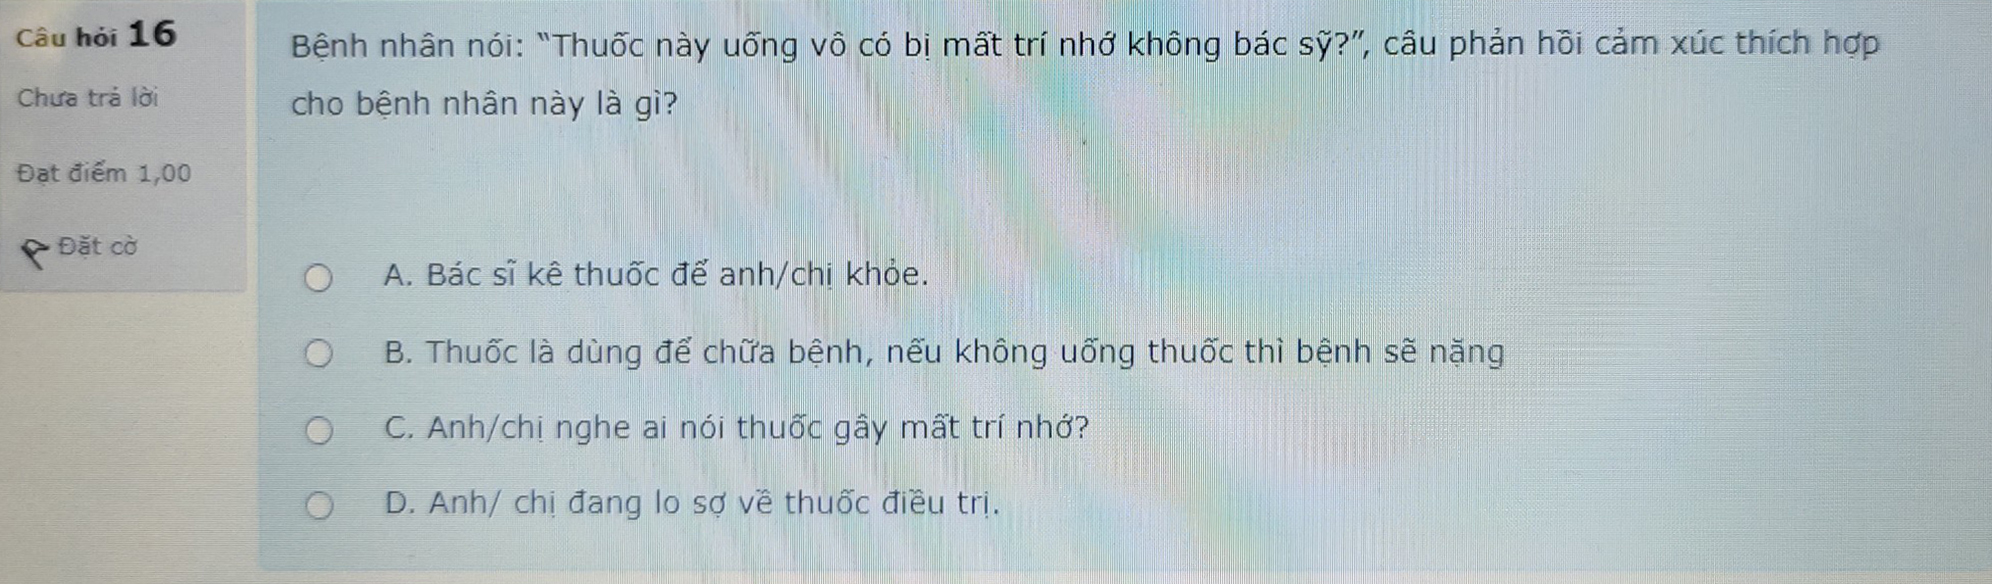 Câu hỏi 16
Chưa trả lời
Đạt điểm 1,00
Đặt cờ
Bệnh nhân nói: "Thuốc này uống vô có bị mất trí nhớ không bác sỹ?", câu phản hồi cảm xúc thích hợp
cho bệnh nhân này là gì?
A. Bác sĩ kê thuốc để anh/chị khỏe.
B. Thuốc là dùng để chữa bệnh, nếu không uống thuốc thì bệnh sẽ nặng
C. Anh/chị nghe ai nói thuốc gây mất trí nhớ?
D. Anh/ chị đang lo sợ về thuốc điều trị.